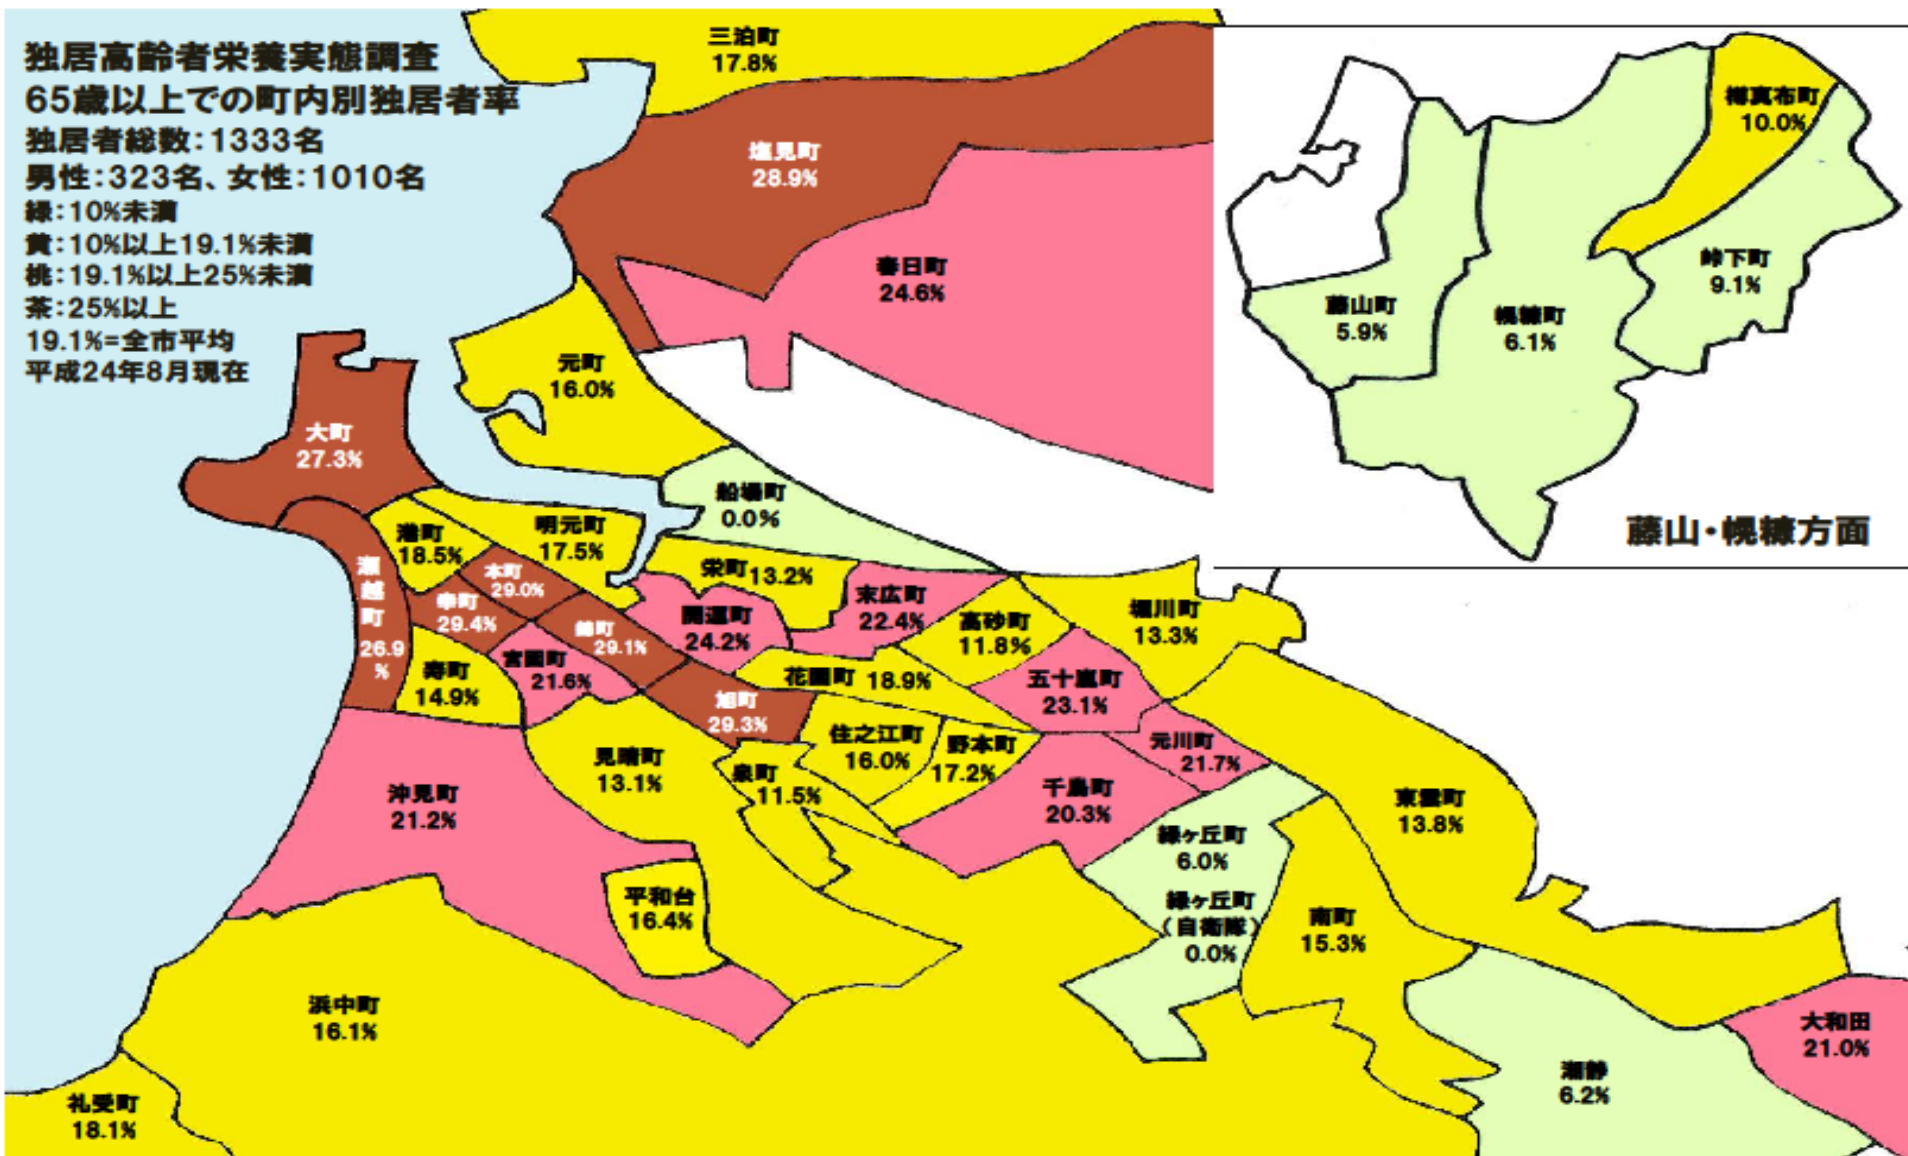 独居高齢者栄養実態調査
65歳以上での町内別独居者率
独居者総数:1333名
男性:323名、女性:1010名
緑:10%未満
黄:10%以上19.1%未満
桃:19.1%以上25%未満
茶:25%以上
19.1%=全市平均
平成24年8月現在
三泊町
17.8%
塩見町
28.9%
春日町
24.6%
元町
16.0%
大町
27.3%
船場町
0.0%
港町
18.5%
明元町
17.5%
瀬越町
26.9
%
本町
29.0%
幸町
29.4%
錦町
29.1%
栄町 13.2%
開運町
24.2%
末広町
22.4%
高砂町
11.8%
堀川町
13.3%
寿町
14.9%
宮園町
21.6%
旭町
29.3%
花園町 18.9%
五十嵐町
23.1%
住之江町
16.0%
野本町
17.2%
元川町
21.7%
見晴町
13.1%
泉町
11.5%
千鳥町
20.3%
沖見町
21.2%
東雲町
13.8%
緑ヶ丘町
6.0%
緑ヶ丘町
(自衛隊)
0.0%
平和台
16.4%
南町
15.3%
浜中町
16.1%
大和田
21.0%
潮静
6.2%
礼受町
18.1%
樽真布町
10.0%
峠下町
9.1%
藤山町
5.9%
幌糠町
6.1%
藤山・幌糠方面